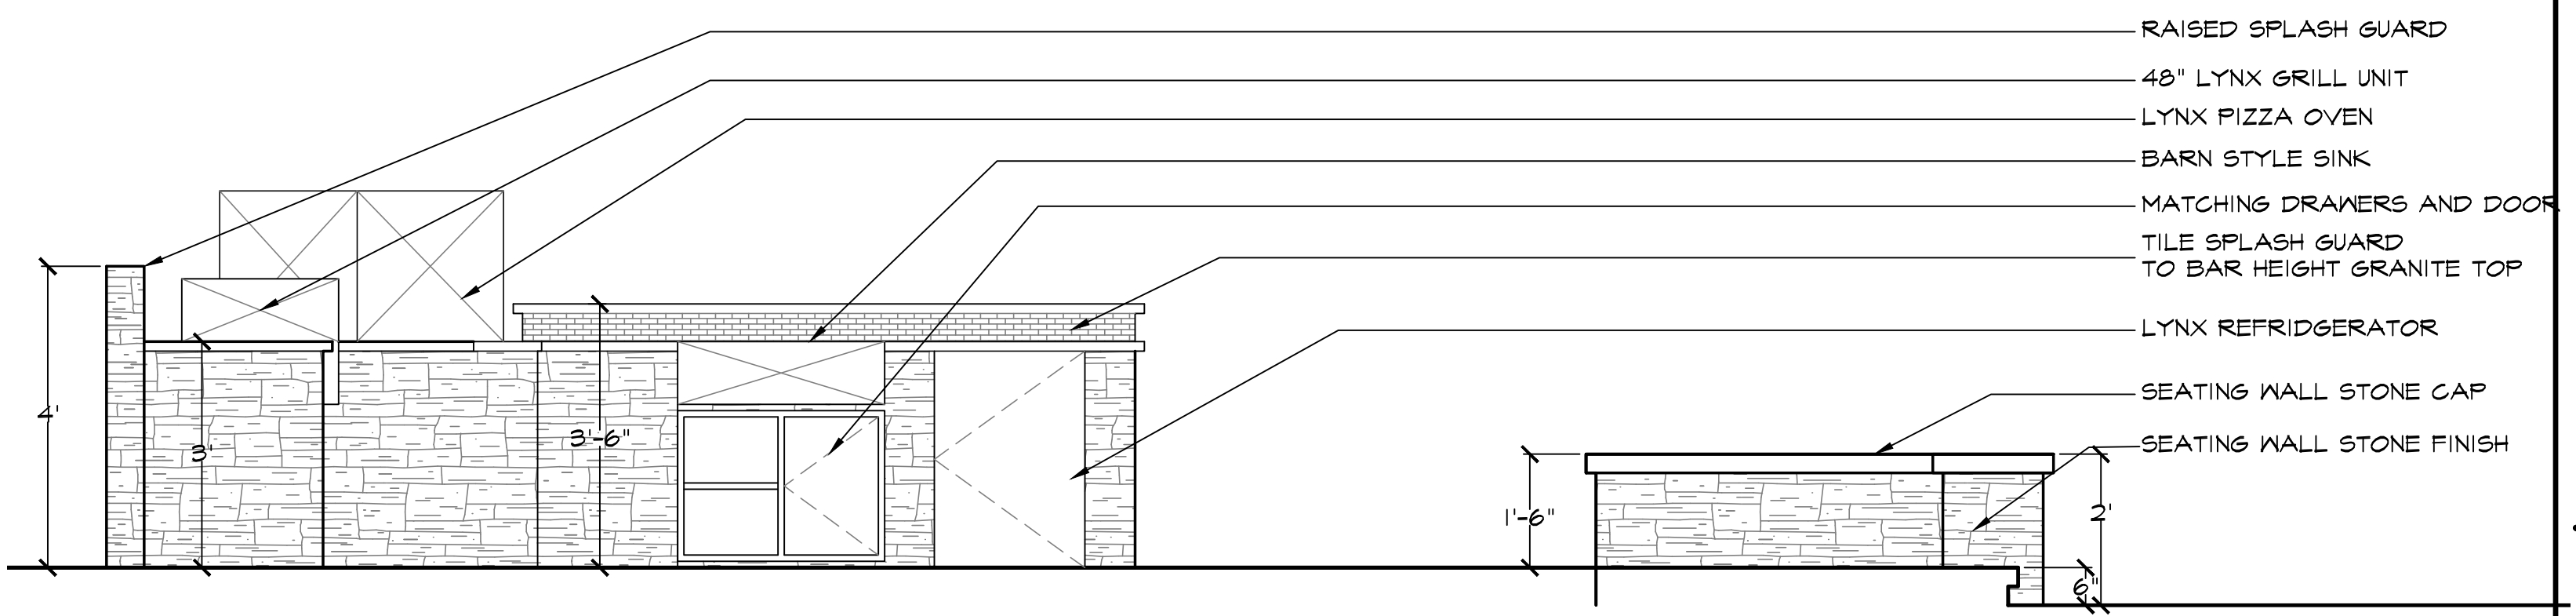 RAISED SPLASH GUARD
48" LYNX GRILL UNIT
LYNX PIZZA OVEN
BARN STYLE SINK
MATCHING DRAWERS AND DOOR
TILE SPLASH GUARD
TO BAR HEIGHT GRANITE TOP
LYNX REFRIDGERATOR
SEATING WALL STONE CAP
SEATING WALL STONE FINISH
4'
3'
3'-6"
1'-6"
2'
6"